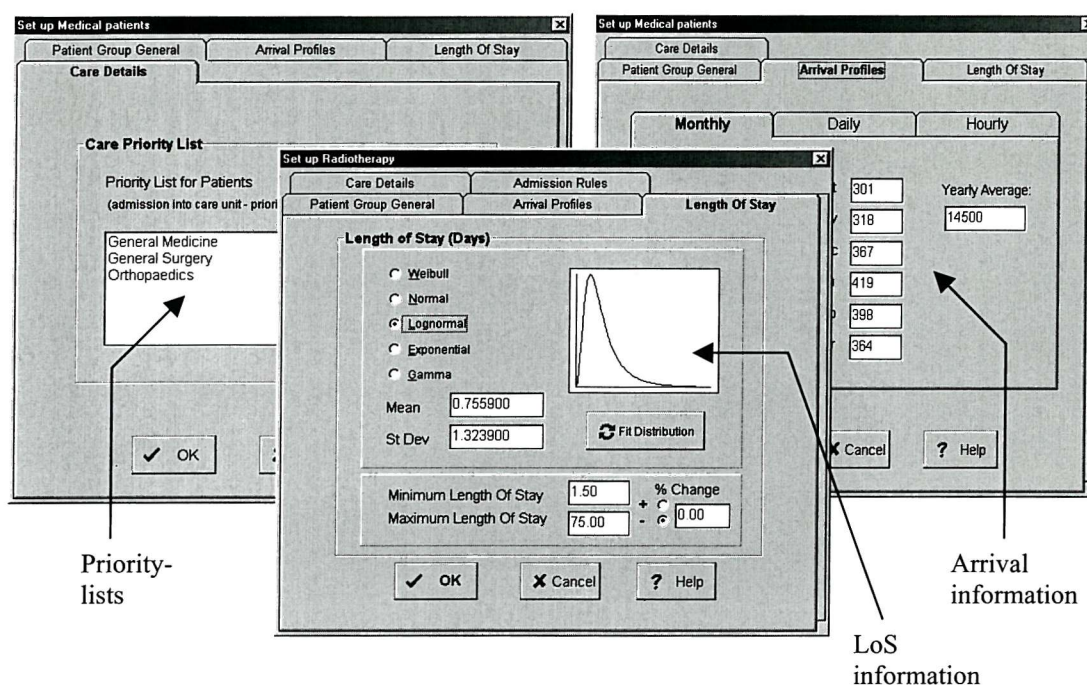 Set up Medical patients
Patient Group General
Arrival Profiles
Length Of Stay
Care Details
Care Priority List
Priority List for Patients
(admission into care unit - priori
General Medicine
General Surgery
Orthopaedics
OK
Set up Radiotherapy
Care Details
Admission Rules
Patient Group General
Arrival Profiles
Length Of Stay
Length of Stay (Days)
Weibull
Normal
Lognormal
Exponential
Gamma
Mean
0.755900
St Dev
1.323900
Fit Distribution
Minimum Length Of Stay
1.50
Maximum Length Of Stay
75.00
+
-
% Change
0.00
OK
Cancel
? Help
Set up Medical patients
Care Details
Patient Group General
Arrival Profiles
Length Of Stay
Monthly
Daily
Hourly
301
318
367
419
398
364
Yearly Average:
14500
Cancel
? Help
Priority-
lists
Arrival
information
LoS
information